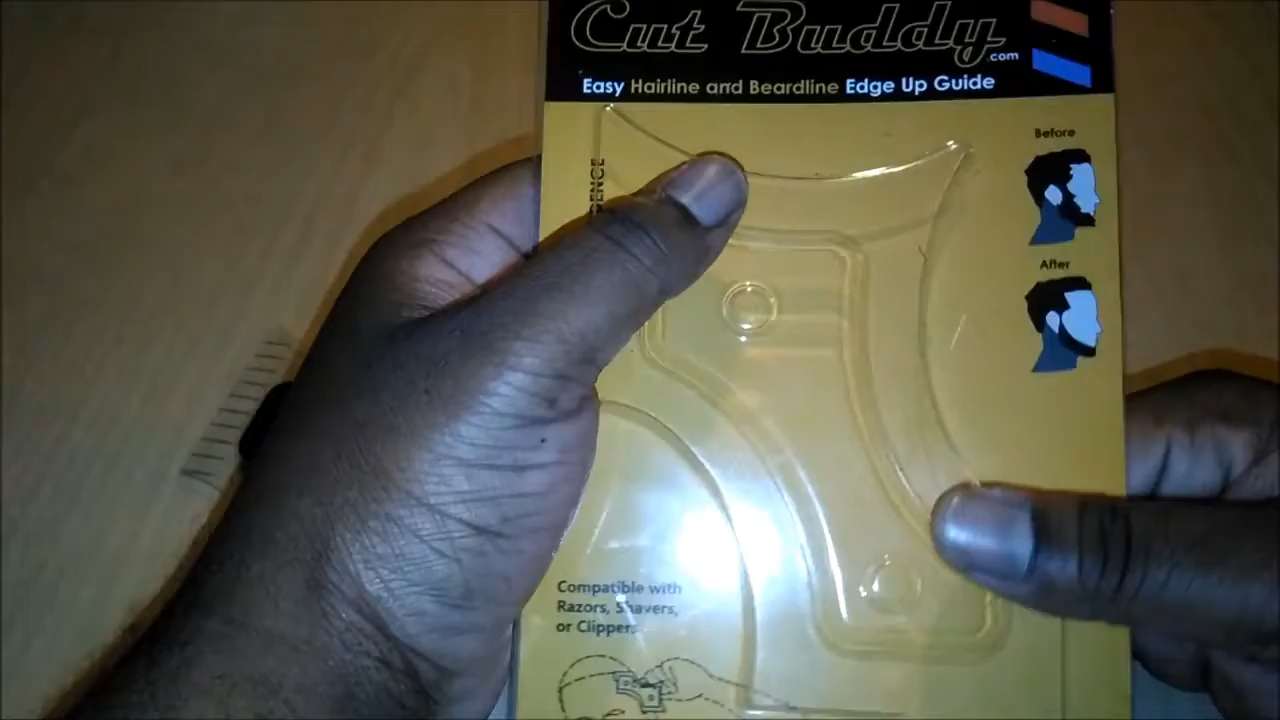 Cut Buddy
.com
Easy Hairline and Beardline Edge Up Guide
Before
After
Compatible with
Razors, Shavers,
or Clippers